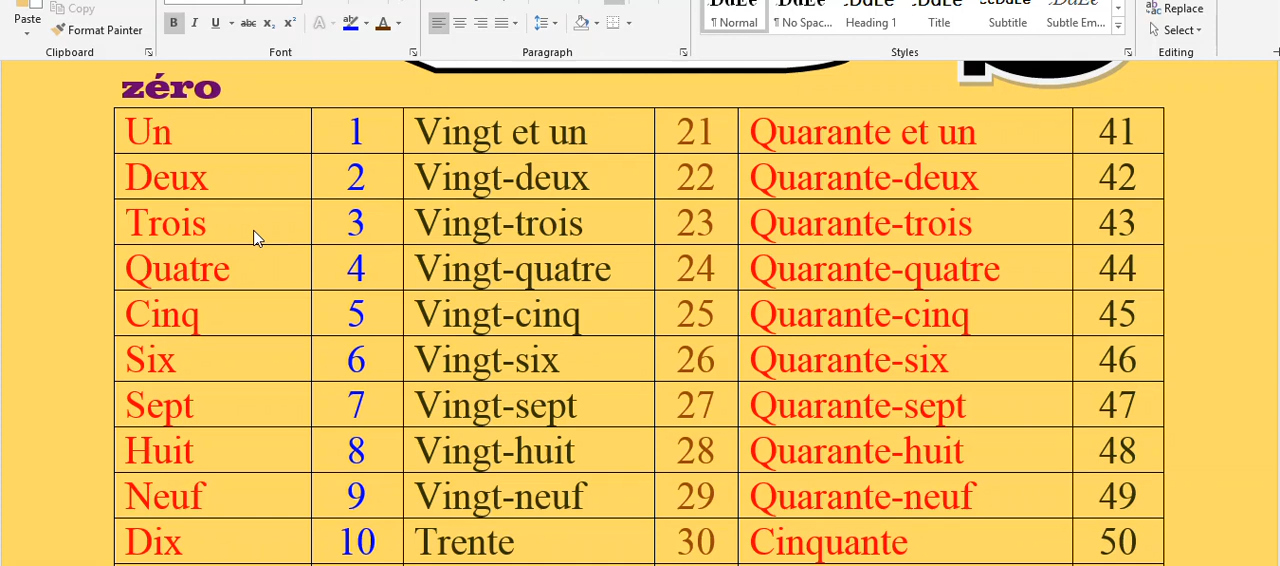 Copy
Paste
Format Painter
B I U abc x₂ x² A ab A
¶ Normal ¶ No Spac... Heading 1 Title Subtitle Subtle Em...
Replace
Select
Clipboard Font Paragraph Styles Editing
zéro
Un 1 Vingt et un 21 Quarante et un 41
Deux 2 Vingt-deux 22 Quarante-deux 42
Trois 3 Vingt-trois 23 Quarante-trois 43
Quatre 4 Vingt-quatre 24 Quarante-quatre 44
Cinq 5 Vingt-cinq 25 Quarante-cinq 45
Six 6 Vingt-six 26 Quarante-six 46
Sept 7 Vingt-sept 27 Quarante-sept 47
Huit 8 Vingt-huit 28 Quarante-huit 48
Neuf 9 Vingt-neuf 29 Quarante-neuf 49
Dix 10 Trente 30 Cinquante 50